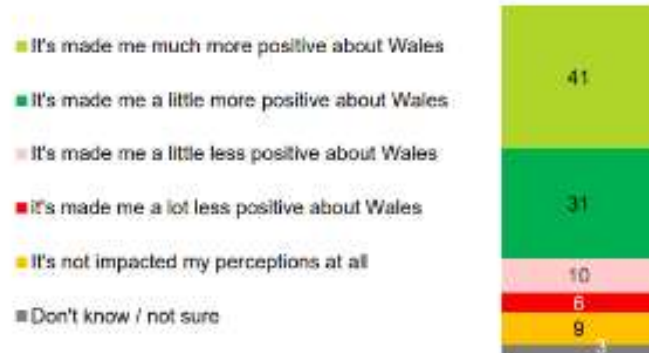 It's made me much more positive about Wales
It's made me a little more positive about Wales
It's made me a little less positive about Wales
it's made me a lot less positive about Wales
It's not impacted my perceptions at all
Don't know / not sure
41
31
10
6
9
3